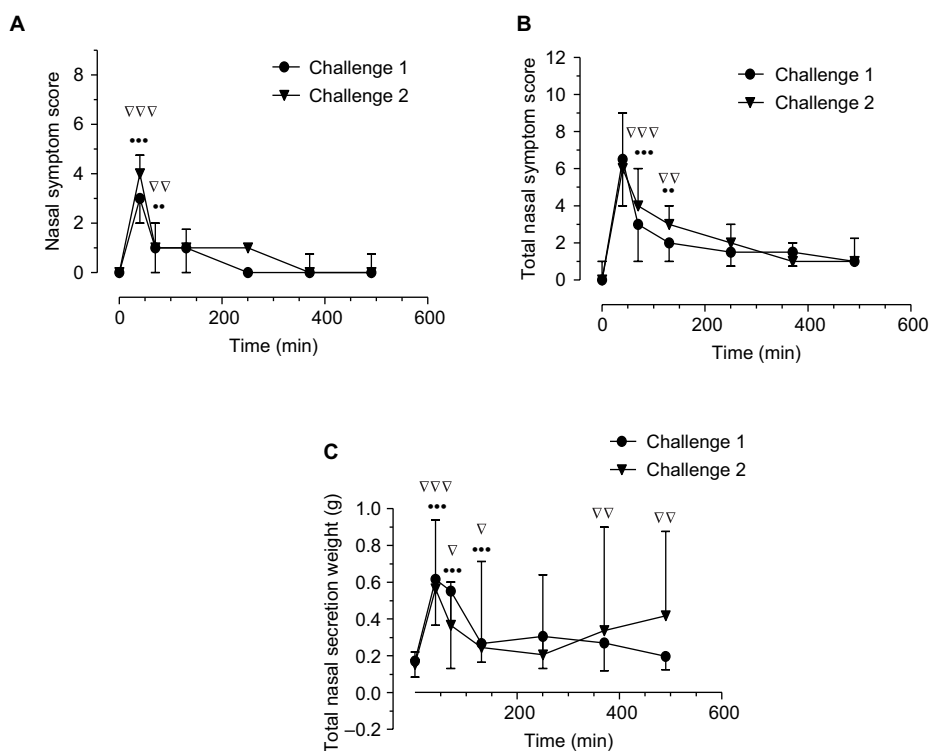 A
Nasal symptom score
8
6
4
2
0
0 200 400 600
Time (min)
Challenge 1
Challenge 2
B
Total nasal symptom score
12
10
8
6
4
2
0
0 200 400 600
Time (min)
Challenge 1
Challenge 2
C
Total nasal secretion weight (g)
1.0
0.8
0.6
0.4
0.2
0.0
–0.2
200 400 600
Time (min)
Challenge 1
Challenge 2